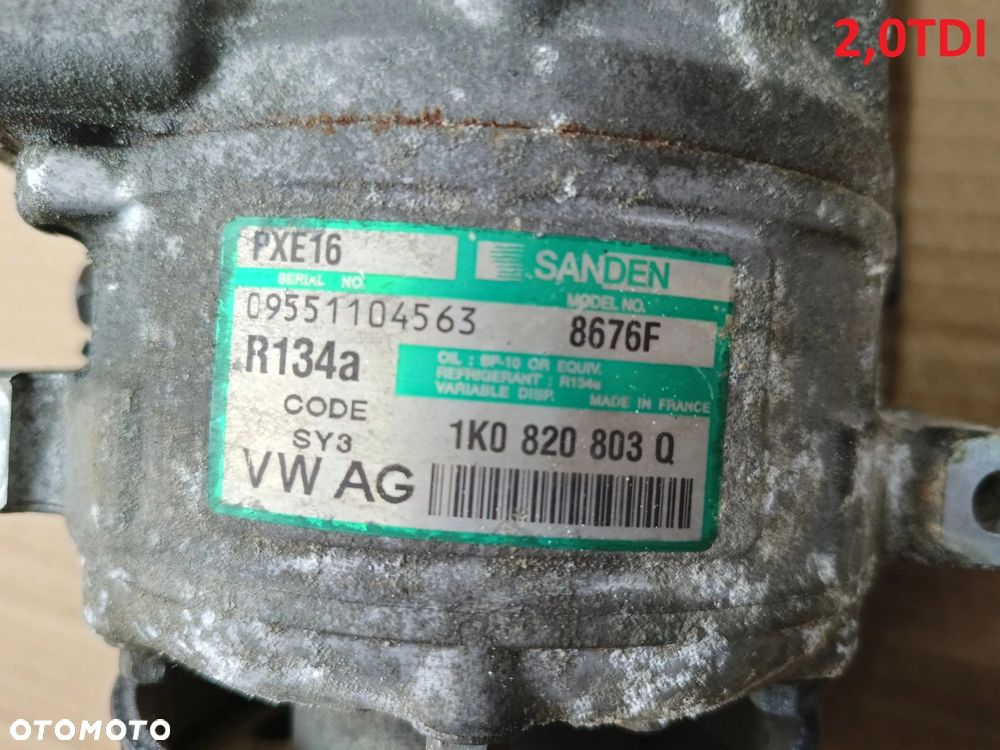 2,0TDI
PXE16
SANDEN
SERIAL NO.
MODEL NO.
09551104563
8676F
R134a
OIL : SP-10 OR EQUIV.
REFRIGERANT : R134a
VARIABLE DISP.
MADE IN FRANCE
CODE
SY3
1K0 820 803 Q
VW AG
OTOMOTO